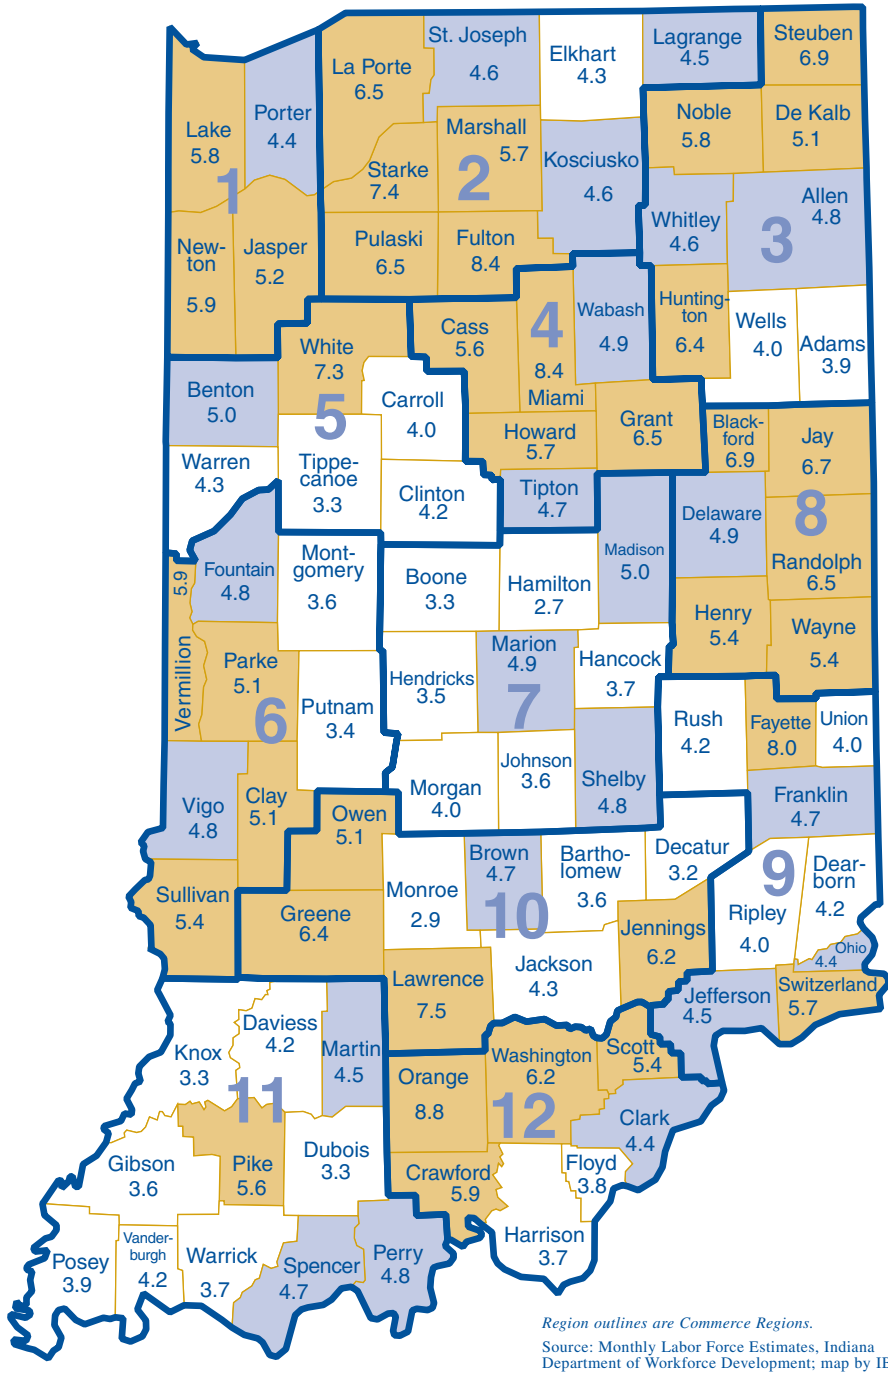 St. Joseph
4.6
Elkhart
4.3
Lagrange
4.5
Steuben
6.9
La Porte
6.5
Porter
4.4
Lake
5.8
1
Starke
7.4
Marshall
5.7
2
Kosciusko
4.6
Noble
5.8
De Kalb
5.1
Whitley
4.6
Allen
4.8
3
New-
ton
5.9
Jasper
5.2
Pulaski
6.5
Fulton
8.4
Cass
5.6
4
8.4
Miami
Wabash
4.9
Hunting-
ton
6.4
Wells
4.0
Adams
3.9
White
7.3
5
Benton
5.0
Carroll
4.0
Howard
5.7
Grant
6.5
Black-
ford
6.9
Jay
6.7
Warren
4.3
Tippe-
canoe
3.3
Clinton
4.2
Tipton
4.7
Madison
5.0
Delaware
4.9
8
Randolph
6.5
5.9
Vermillion
Fountain
4.8
Mont-
gomery
3.6
Boone
3.3
Hamilton
2.7
Henry
5.4
Wayne
5.4
Parke
5.1
6
Putnam
3.4
Hendricks
3.5
Marion
4.9
7
Hancock
3.7
Rush
4.2
Fayette
8.0
Union
4.0
Vigo
4.8
Clay
5.1
Owen
5.1
Morgan
4.0
Johnson
3.6
Shelby
4.8
Franklin
4.7
Sullivan
5.4
Greene
6.4
Monroe
2.9
Brown
4.7
10
Bartho-
lomew
3.6
Decatur
3.2
9
Ripley
4.0
Dear-
born
4.2
Ohio
4.4
Switzerland
5.7
Jennings
6.2
Jackson
4.3
Lawrence
7.5
Jefferson
4.5
Knox
3.3
Daviess
4.2
11
Martin
4.5
Orange
8.8
Washington
6.2
12
Scott
5.4
Clark
4.4
Gibson
3.6
Pike
5.6
Dubois
3.3
Crawford
5.9
Floyd
3.8
Harrison
3.7
Posey
3.9
Vander-
burgh
4.2
Warrick
3.7
Spencer
4.7
Perry
4.8
Region outlines are Commerce Regions.
Source: Monthly Labor Force Estimates, Indiana
Department of Workforce Development; map by IB